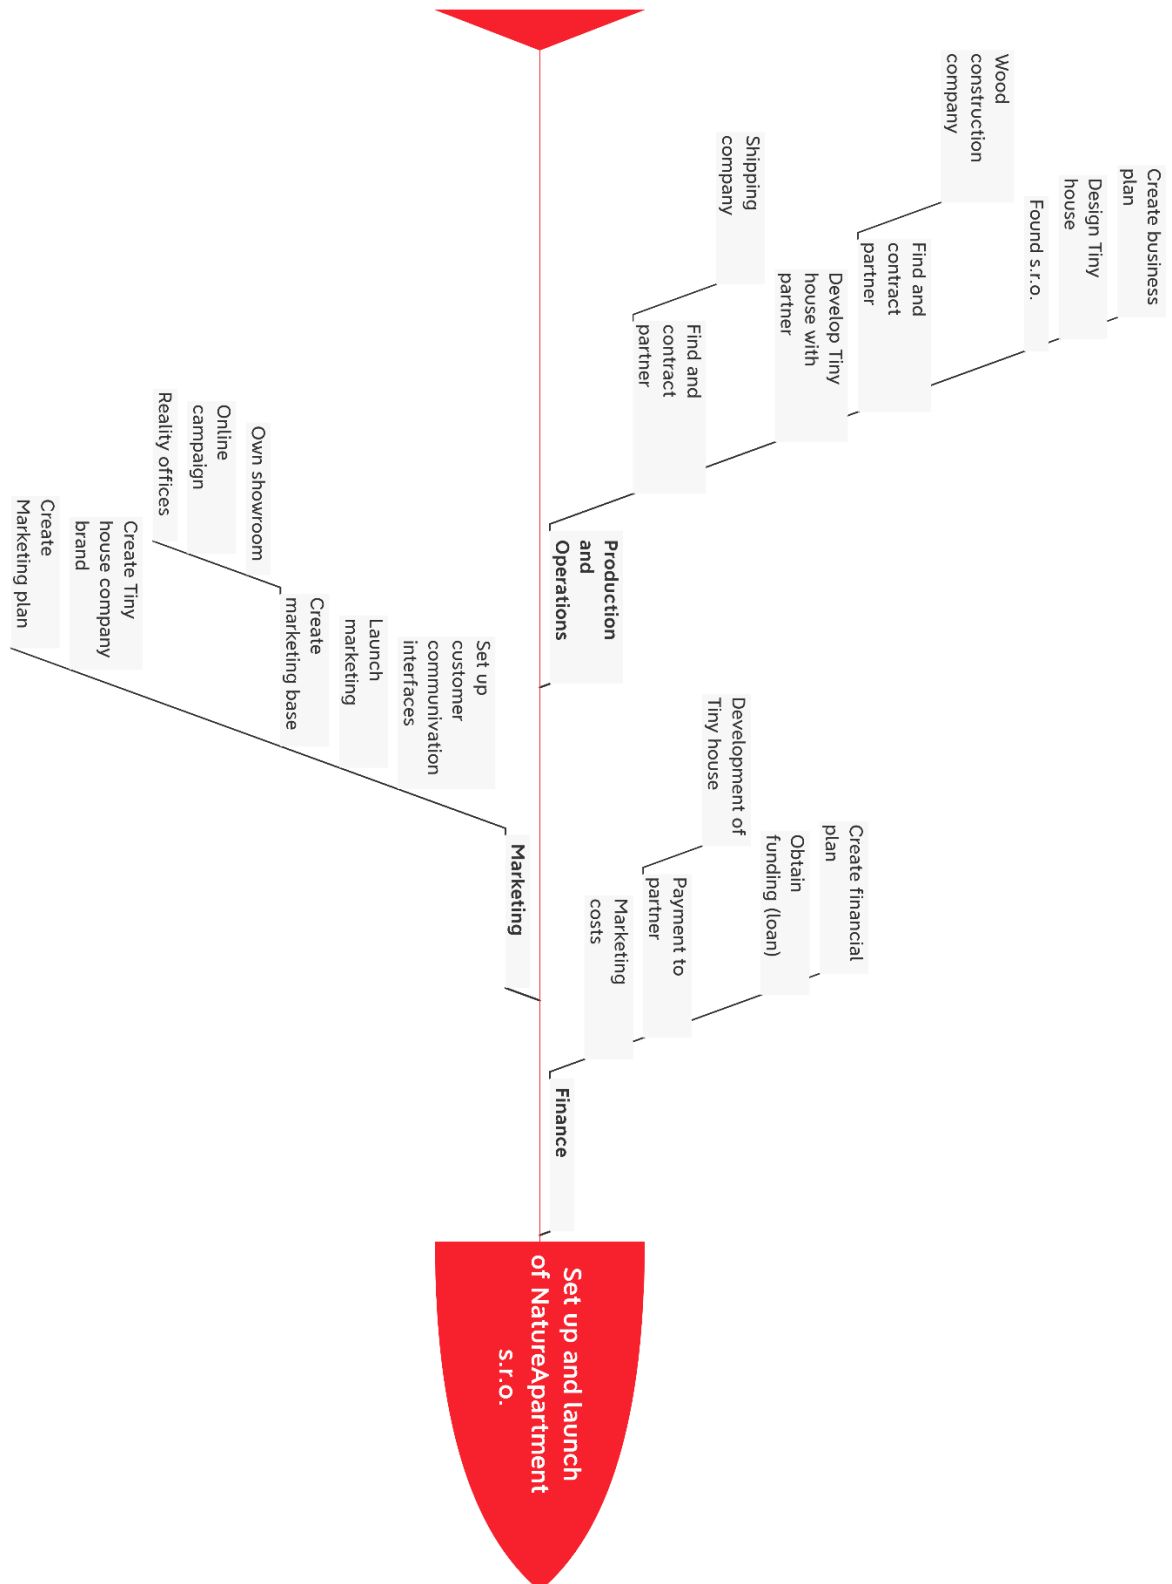 Create business
plan
Design Tiny
house
Found s.r.o.
Wood
construction
company
Find and
contract
partner
Develop Tiny
house with
partner
Shipping
company
Find and
contract
partner
Production
and
Operations
Create financial
plan
Obtain
funding (loan)
Development of
Tiny house
Payment to
partner
Marketing
costs
Finance
Set up and launch
of NatureApartment
s.r.o.
Marketing
Set up
customer
communivation
interfaces
Launch
marketing
Create
marketing base
Own showroom
Online
campaign
Reality offices
Create Tiny
house company
brand
Create
Marketing plan